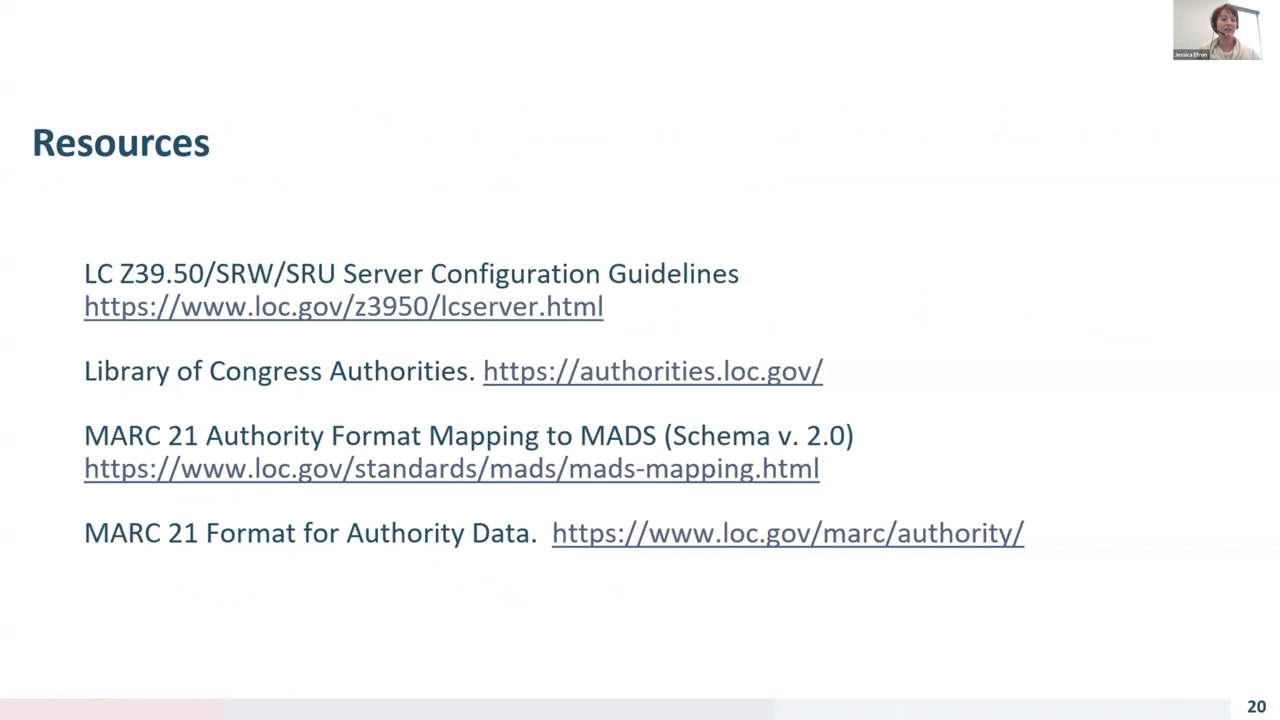 Jessica Efron
Resources
LC Z39.50/SRW/SRU Server Configuration Guidelines
https://www.loc.gov/z3950/lcserver.html
Library of Congress Authorities. https://authorities.loc.gov/
MARC 21 Authority Format Mapping to MADS (Schema v. 2.0)
https://www.loc.gov/standards/mads/mads-mapping.html
MARC 21 Format for Authority Data. https://www.loc.gov/marc/authority/
20